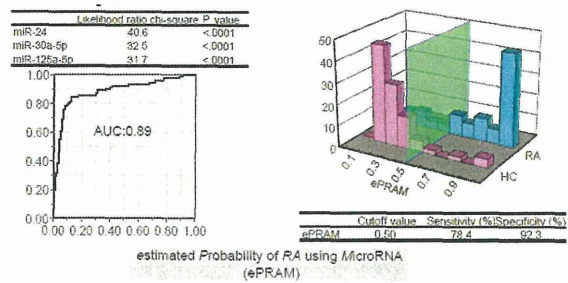 Likelihood ratio chi-square P value
miR-24 40.6 <.0001
miR-30a-5p 32.5 <.0001
miR-125a-5p 31.7 <.0001
1.00
0.80
0.60
0.40
0.20
0.00
AUC:0.89
0.00 0.20 0.40 0.60 0.80 1.00
50
40
30
20
10
0
0.1 0.3 0.5 0.7 0.9
ePRAM
RA
HC
Cutoff value Sensitivity (%) Specificity (%)
ePRAM 0.50 78.4 92.3
estimated Probability of RA using MicroRNA
(ePRAM)